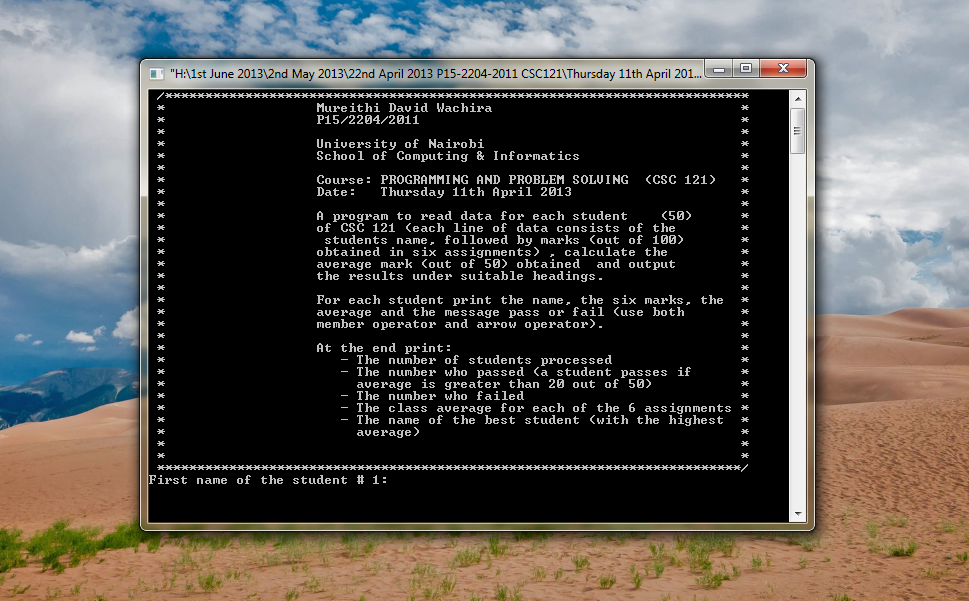 "H:\1st June 2013\2nd May 2013\22nd April 2013 P15-2204-2011 CSC121\Thursday 11th April 201...
/*************************************************************************
* Mureithi David Wachira *
* P15/2204/2011 *
* *
* University of Nairobi *
* School of Computing & Informatics *
* *
* Course: PROGRAMMING AND PROBLEM SOLVING (CSC 121) *
* Date: Thursday 11th April 2013 *
* *
* A program to read data for each student (50) *
* of CSC 121 (each line of data consists of the *
* students name, followed by marks (out of 100) *
* obtained in six assignments) , calculate the *
* average mark (out of 50) obtained and output *
* the results under suitable headings. *
* *
* For each student print the name, the six marks, the *
* average and the message pass or fail (use both *
* member operator and arrow operator). *
* *
* At the end print: *
* - The number of students processed *
* - The number who passed (a student passes if *
* average is greater than 20 out of 50) *
* - The number who failed *
* - The class average for each of the 6 assignments *
* - The name of the best student (with the highest *
* average) *
* *
* *
*************************************************************************/
First name of the student # 1: